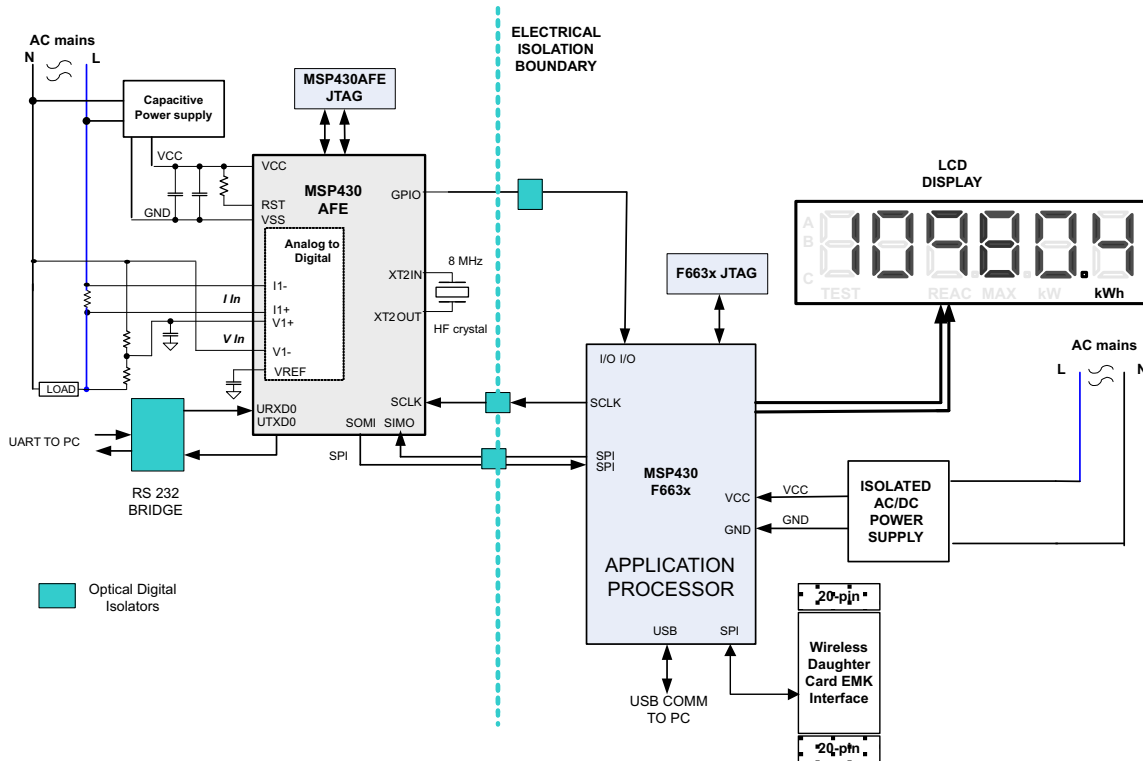 AC mains
N
L
Capacitive
Power supply
VCC
GND
MSP430AFE
JTAG
ELECTRICAL
ISOLATION
BOUNDARY
VCC
MSP430
AFE
GPIO
RST
VSS
Analog to
Digital
I1-
I1+
V1+
V1-
VREF
I In
V In
XT2IN
8 MHz
XT2OUT
HF crystal
LOAD
URXD0
UTXD0
SOMI
SIMO
SCLK
SPI
UART TO PC
RS 232
BRIDGE
Optical Digital
Isolators
LCD
DISPLAY
A
B
C
10980.4
TEST
REAC
MAX
kW
kWh
F663x JTAG
I/O I/O
SCLK
SPI
SPI
MSP430
F663x
VCC
GND
APPLICATION
PROCESSOR
USB
SPI
VCC
GND
ISOLATED
AC/DC
POWER
SUPPLY
AC mains
L
N
USB COMM
TO PC
20-pin
Wireless
Daughter
Card EMK
Interface
20-pin